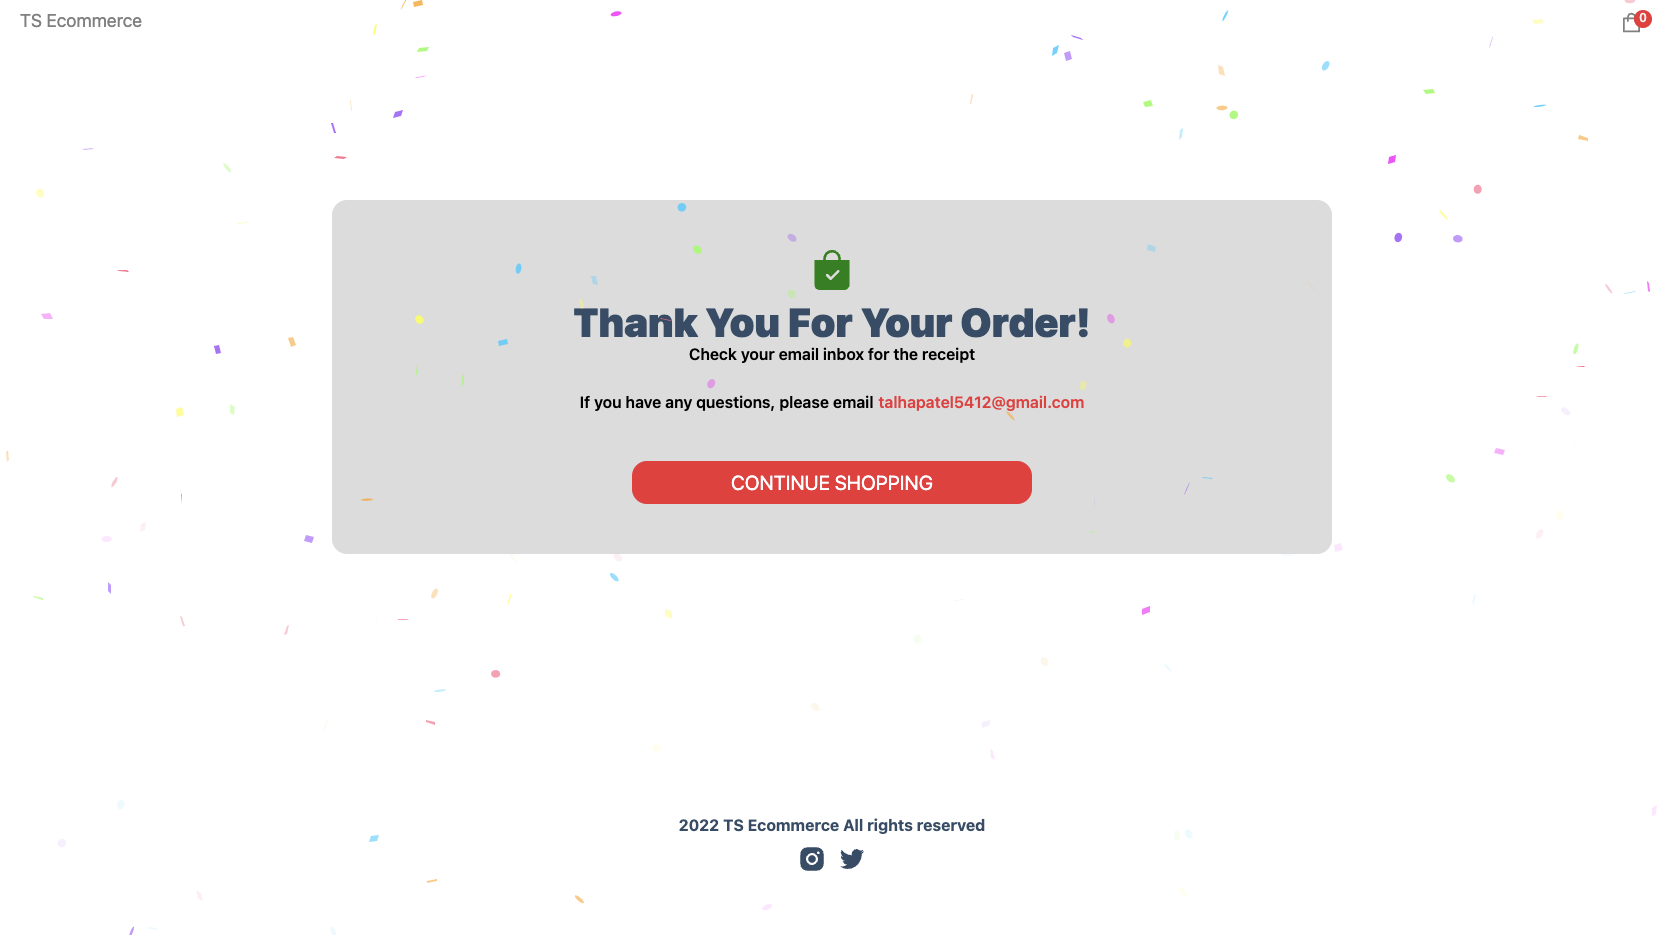 TS Ecommerce
0
Thank You For Your Order!
Check your email inbox for the receipt
If you have any questions, please email talhapatel5412@gmail.com
CONTINUE SHOPPING
2022 TS Ecommerce All rights reserved